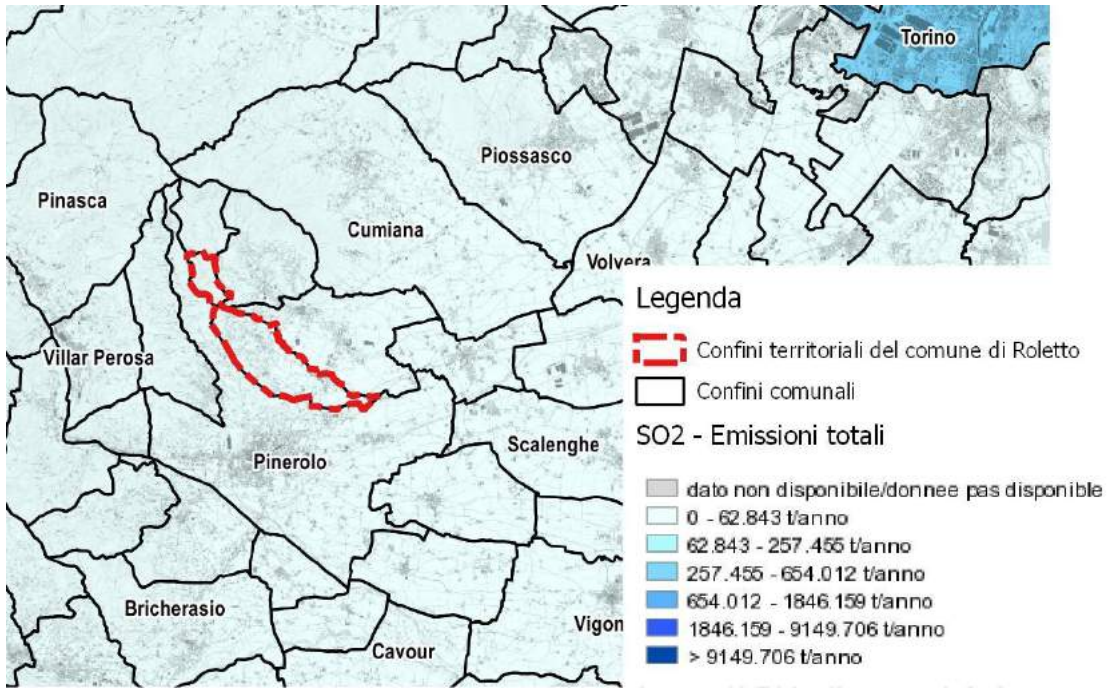 Torino
Piossasco
Pinasca
Cumiana
Volvera
Villar Perosa
Scalenghe
Pinerolo
Bricherasio
Vigon
Cavour
Legenda
Confini territoriali del comune di Roletto
Confini comunali
SO2 - Emissioni totali
dato non disponibile/donnee pas disponible
0 - 62.843 t/anno
62.843 - 257.455 t/anno
257.455 - 654.012 t/anno
654.012 - 1846.159 t/anno
1846.159 - 9149.706 t/anno
> 9149.706 t/anno